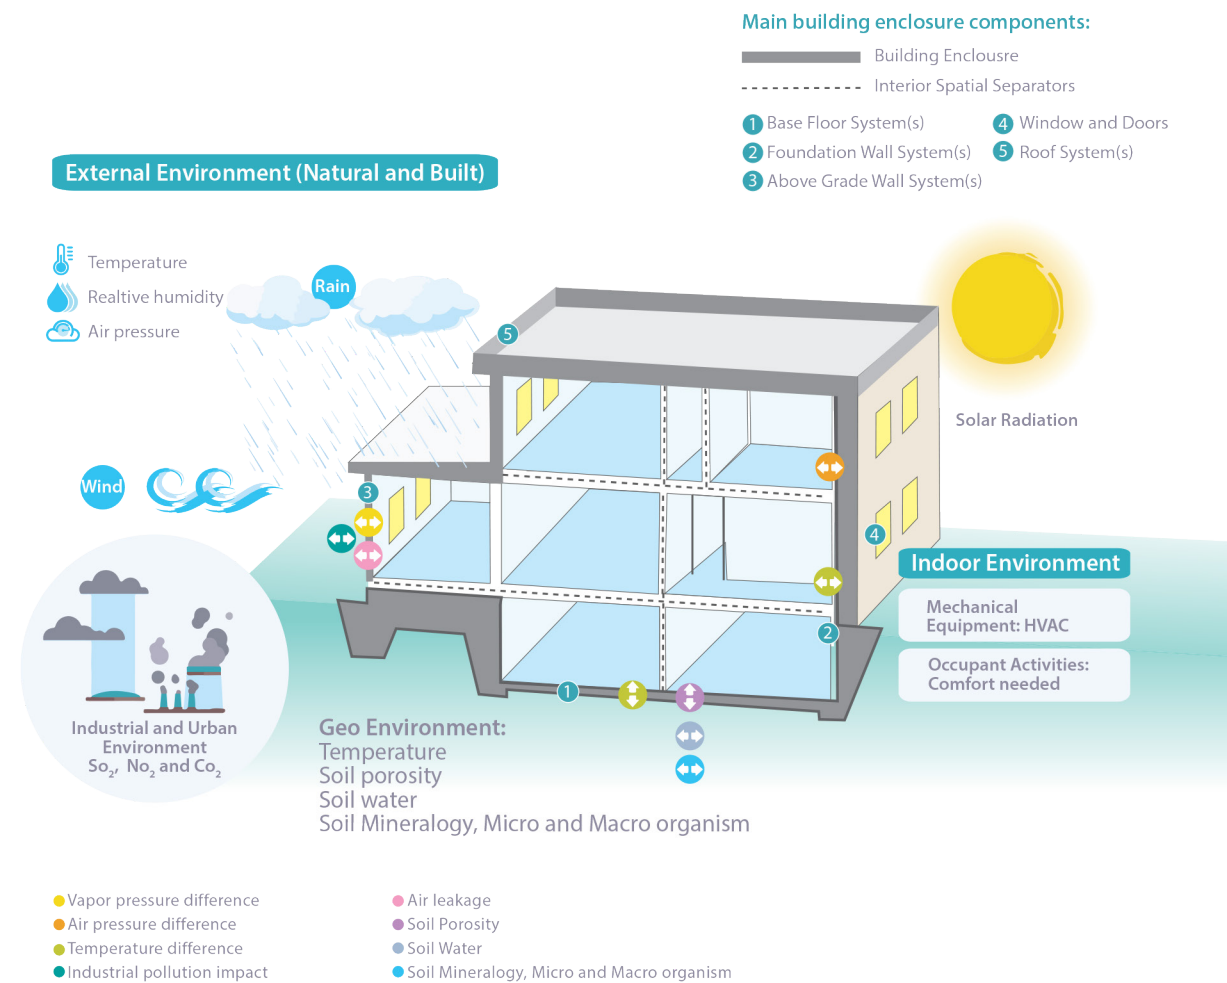 Main building enclosure components:
Building Enclousre
Interior Spatial Separators
1 Base Floor System(s)
4 Window and Doors
2 Foundation Wall System(s)
5 Roof System(s)
3 Above Grade Wall System(s)
External Environment (Natural and Built)
Temperature
Realtive humidity
Air pressure
Rain
5
Solar Radiation
Wind
3
4
Indoor Environment
Mechanical
Equipment: HVAC
Occupant Activities:
Comfort needed
2
1
Industrial and Urban
Environment
So₂, No₂ and Co₂
Geo Environment:
Temperature
Soil porosity
Soil water
Soil Mineralogy, Micro and Macro organism
Vapor pressure difference
Air pressure difference
Temperature difference
Industrial pollution impact
Air leakage
Soil Porosity
Soil Water
Soil Mineralogy, Micro and Macro organism